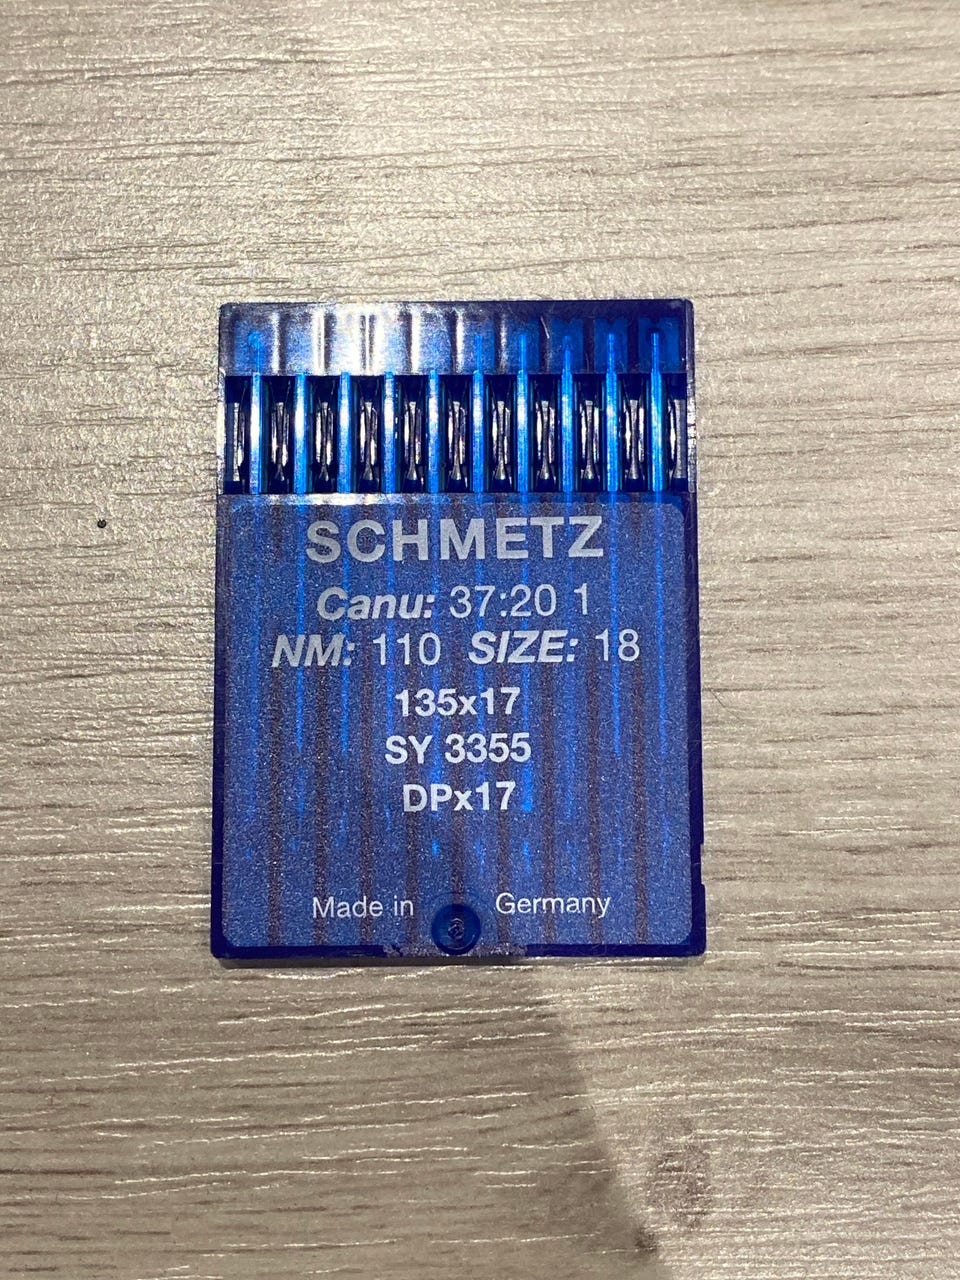 SCHMETZ
Canu: 37:20 1
NM: 110 SIZE: 18
135x17
SY 3355
DPx17
Made in Germany